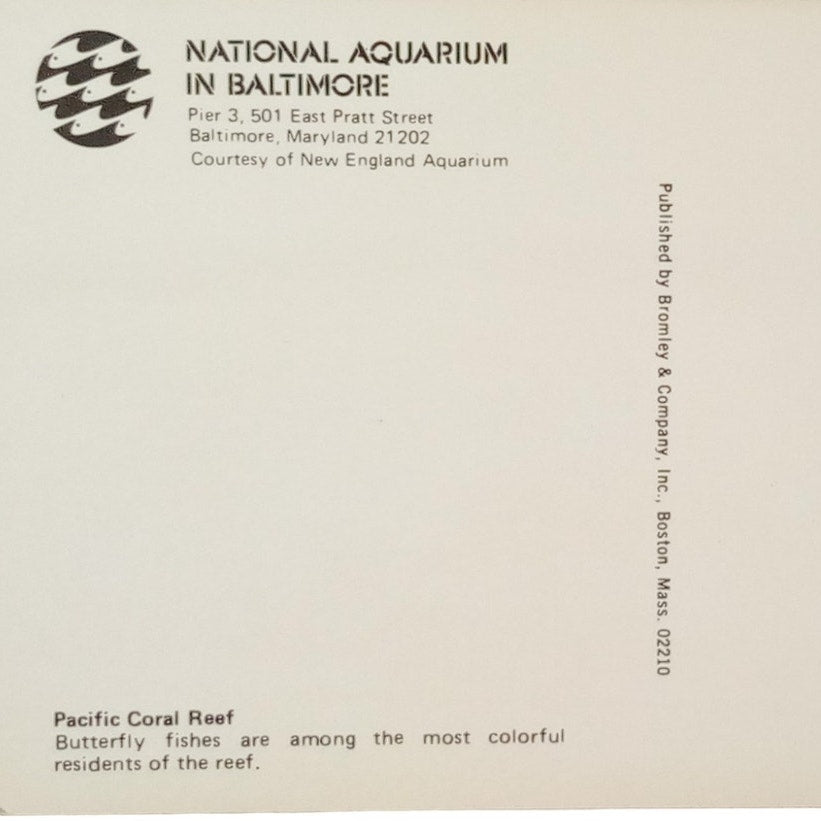 NATIONAL AQUARIUM
IN BALTIMORE
Pier 3, 501 East Pratt Street
Baltimore, Maryland 21202
Courtesy of New England Aquarium
Published by Bromley & Company, Inc., Boston, Mass. 02210
Pacific Coral Reef
Butterfly fishes are among the most colorful
residents of the reef.